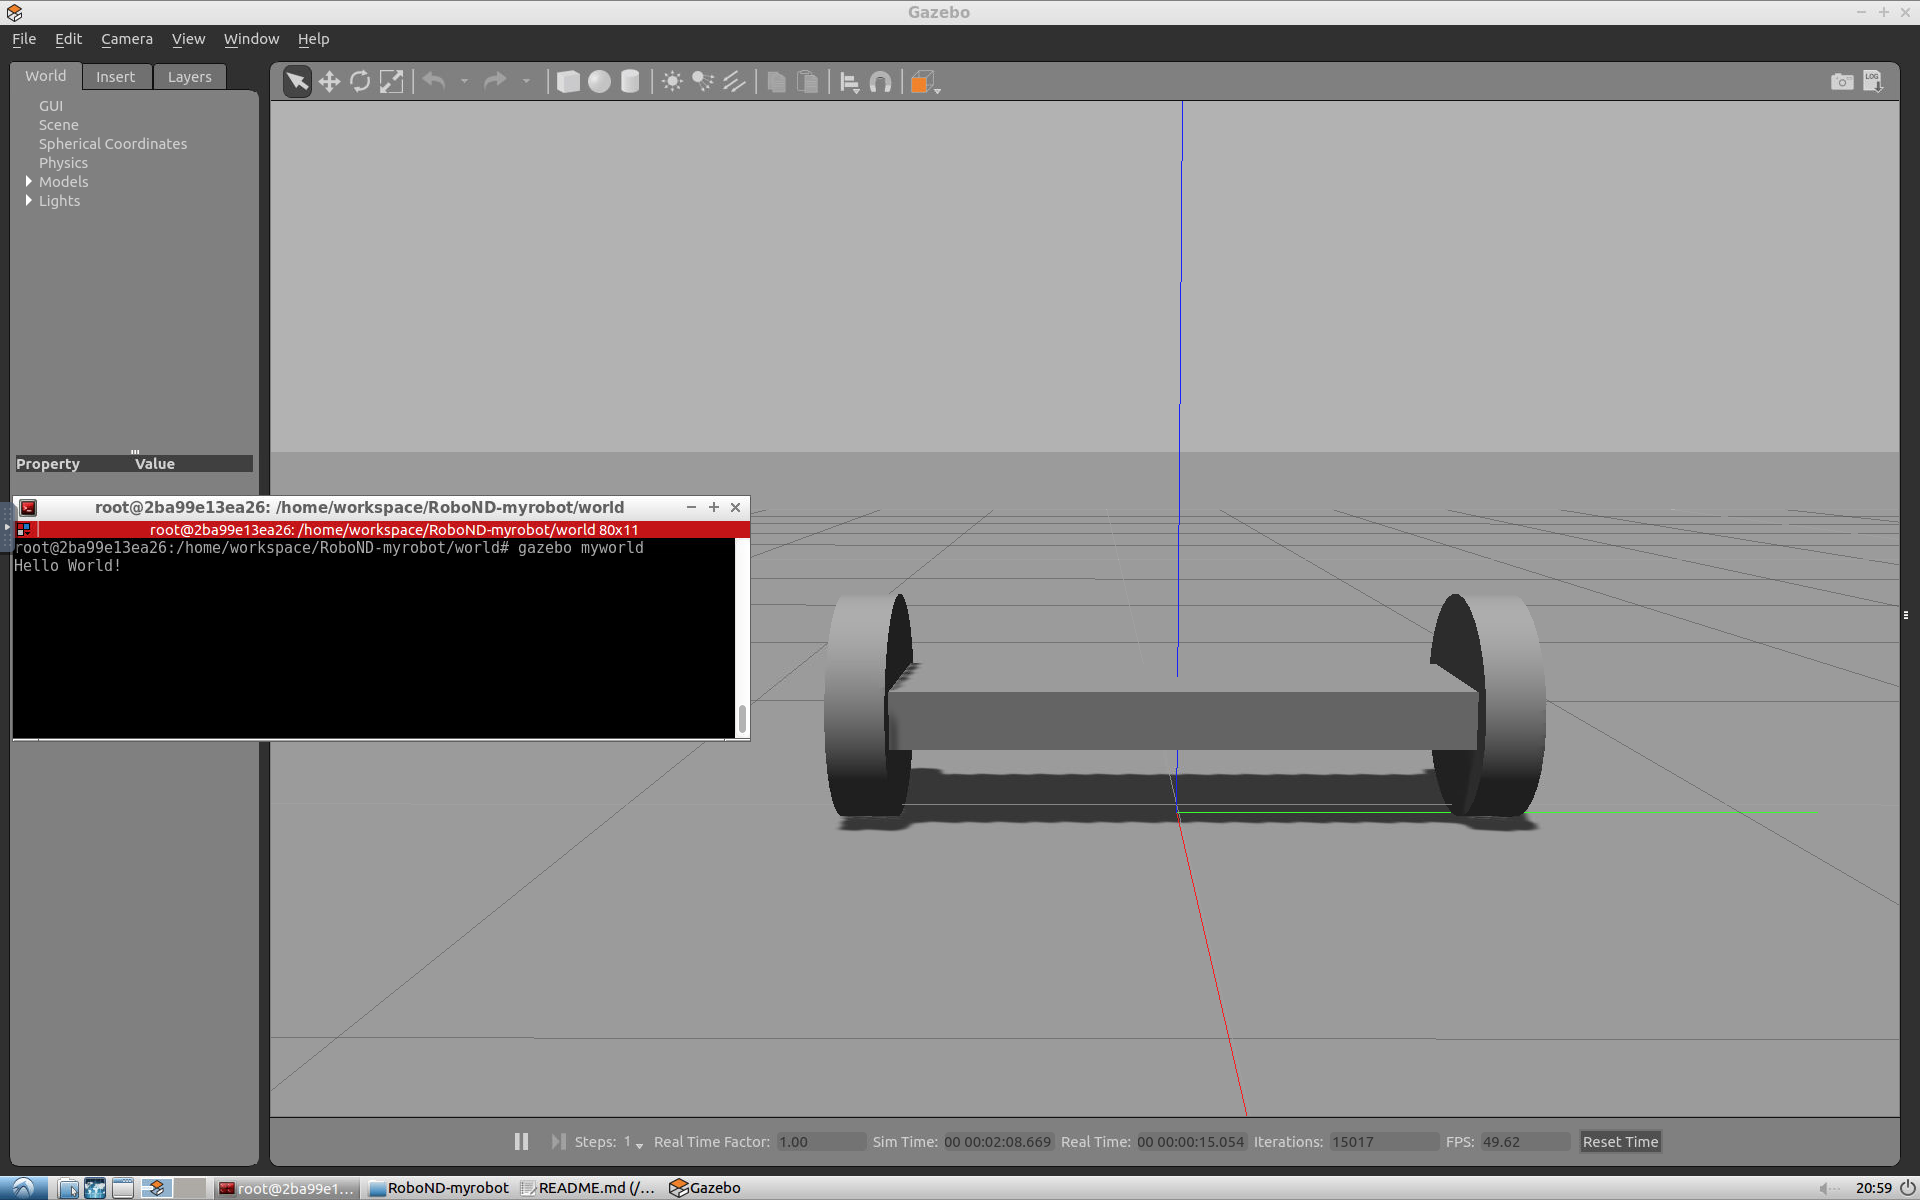 Gazebo
File Edit Camera View Window Help
World Insert Layers
GUI
Scene
Spherical Coordinates
Physics
Models
Lights
Property Value
root@2ba99e13ea26: /home/workspace/RoboND-myrobot/world
root@2ba99e13ea26: /home/workspace/RoboND-myrobot/world 80x11
root@2ba99e13ea26:/home/workspace/RoboND-myrobot/world# gazebo myworld
Hello World!
LOG
Steps: 1 Real Time Factor: 1.00 Sim Time: 00 00:02:08.669 Real Time: 00 00:00:15.054 Iterations: 15017 FPS: 49.62 Reset Time
root@2ba99e1... RoboND-myrobot README.md (/... Gazebo 20:59